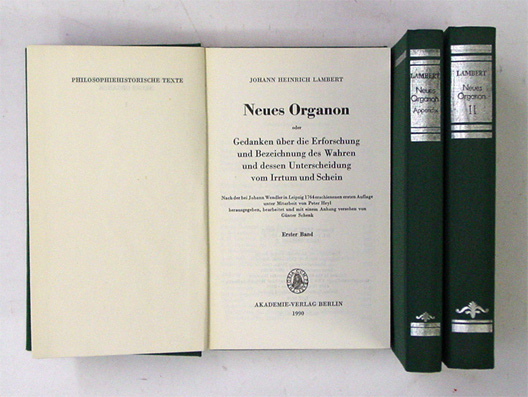 PHILOSOPHIEHISTORISCHE TEXTE
JOHANN HEINRICH LAMBERT
Neues Organon
oder
Gedanken über die Erforschung
und Bezeichnung des Wahren
und dessen Unterscheidung
vom Irrtum und Schein
Nach der bei Johann Wendler in Leipzig 1764 erschienenen ersten Auflage
unter Mitarbeit von Peter Heyl
herausgegeben, bearbeitet und mit einem Anhang versehen von
Günter Schenk
Erster Band
AKADEMIE-VERLAG BERLIN
1990
LAMBERT
Neues
Organon
Appendix
LAMBERT
Neues
Organon
II